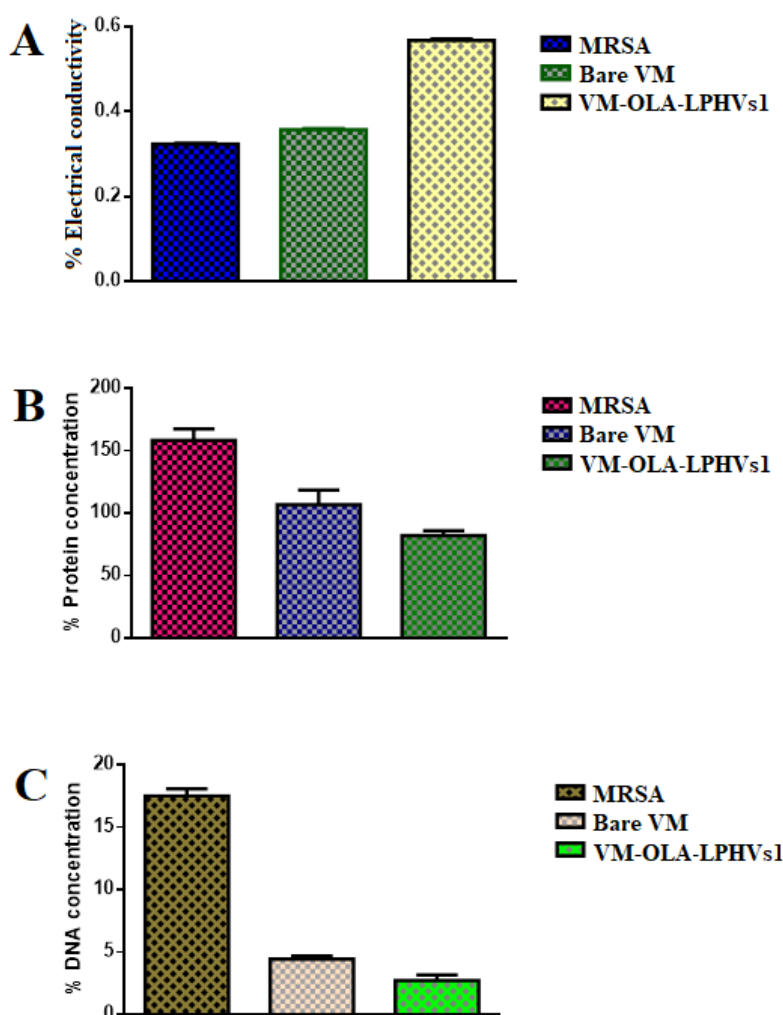 A
% Electrical conductivity
0.6
0.4
0.2
0.0
MRSA
Bare VM
VM-OLA-LPHVs1
B
% Protein concentration
200
150
100
50
0
MRSA
Bare VM
VM-OLA-LPHVs1
C
% DNA concentration
20
15
10
5
0
MRSA
Bare VM
VM-OLA-LPHVs1